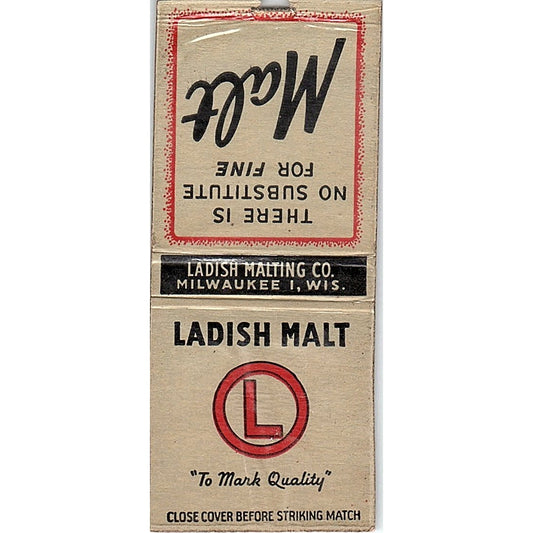 THERE IS
NO SUBSTITUTE
FOR FINE
Malt
LADISH MALTING CO.
MILWAUKEE 1, WIS.
LADISH MALT
L
"To Mark Quality"
CLOSE COVER BEFORE STRIKING MATCH